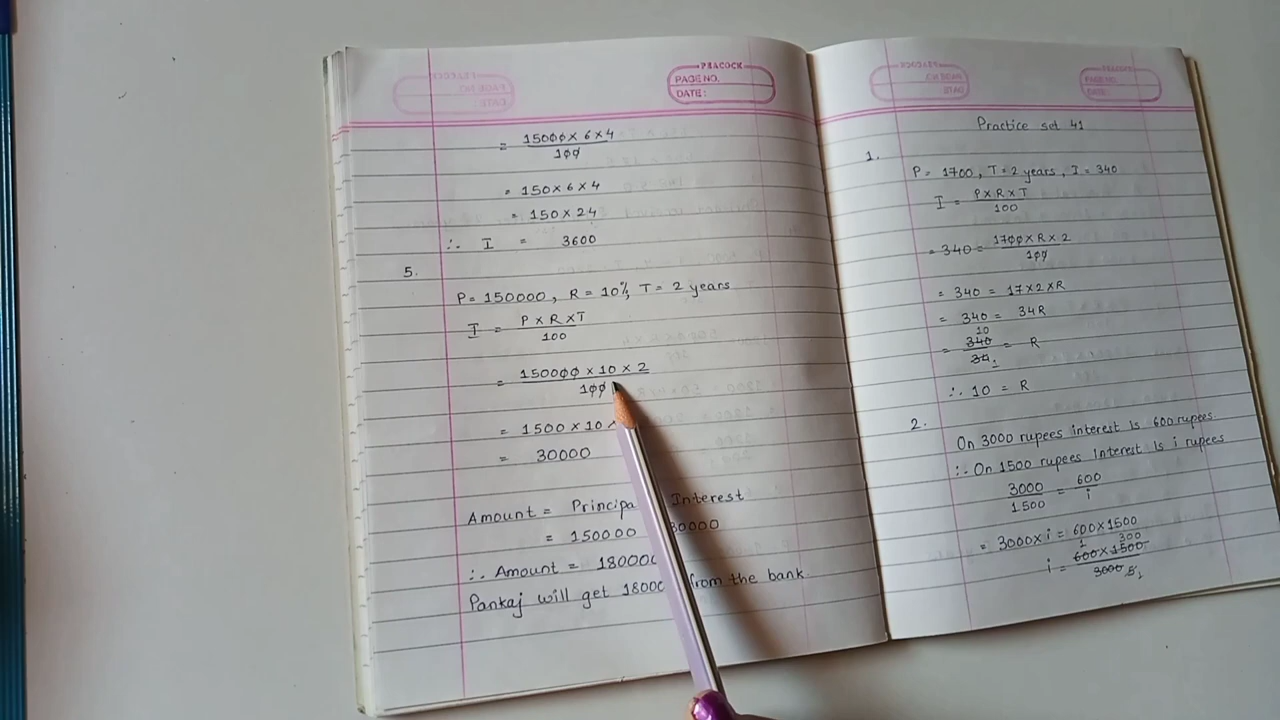 PEACOCK
PAGE NO.
DATE:
= 15000 × 6 × 4
100
= 150 × 6 × 4
= 150 × 24
∴ I = 3600
5.
P = 150000, R = 10%, T = 2 years
I = P × R × T
100
= 150000 × 10 × 2
100
= 1500 × 10 ×
= 30000
Amount = Interest
= 150000 30000
∴ Amount =
Pankaj will get from the bank
Practice set 41
1.
P = 1700, T = 2 years, I = 340
I = P × R × T
100
= 340 = 1700 × R × 2
100
= 340 = 17 × 2 × R
= 340 = 34R
10
= 340 = R
34 1
∴ 10 = R
2.
On 3000 rupees interest is 600 rupees.
∴ On 1500 rupees interest is i rupees
3000 = 600
1500 i
= 3000 × i = 600 × 1500
1 300
i = 600 × 1500
3000 5 1